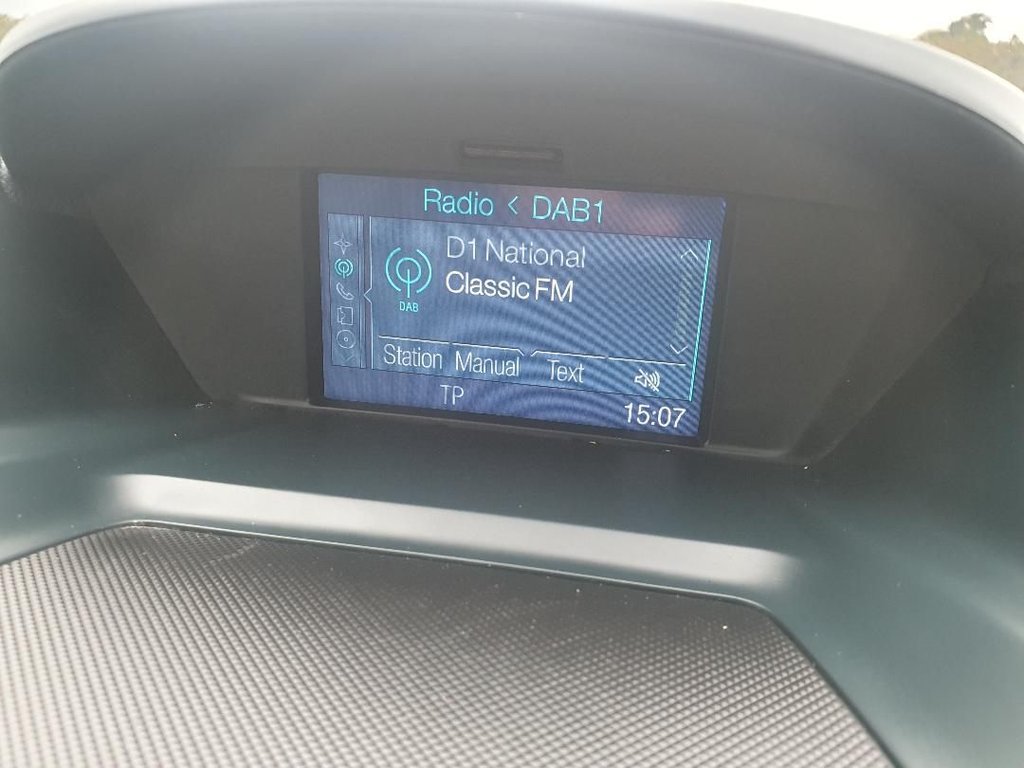 Radio < DAB1
D1 National
Classic FM
DAB
Station Manual Text
TP
15:07